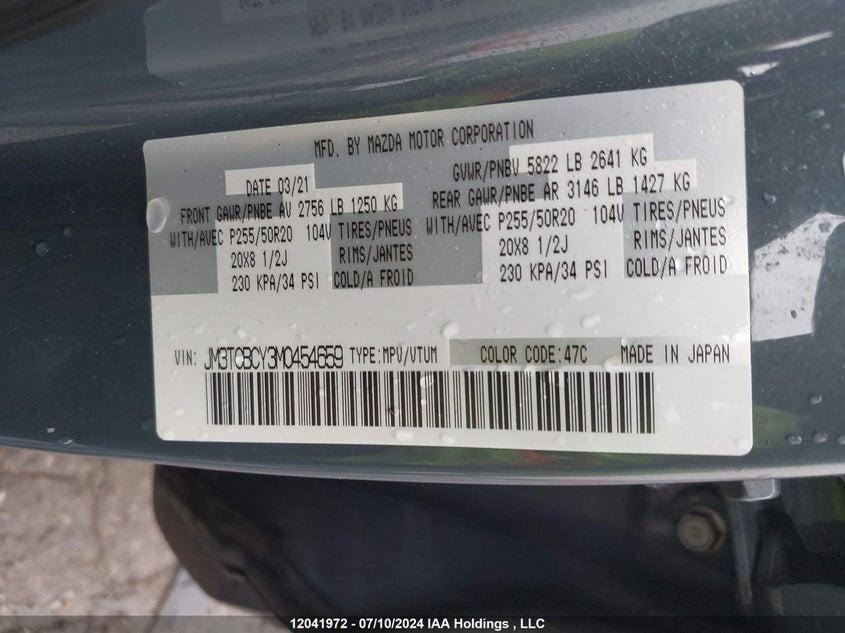 MFD. BY MAZDA MOTOR CORPORATION
DATE 03/21
GVWR/PNBV 5822 LB 2641 KG
FRONT GAWR/PNBE AV 2756 LB 1250 KG
REAR GAWR/PNBE AR 3146 LB 1427 KG
WITH/AVEC P255/50R20 104V TIRES/PNEUS
WITH/AVEC P255/50R20 104V TIRES/PNEUS
20X8 1/2J RIMS/JANTES
20X8 1/2J RIMS/JANTES
230 KPA/34 PSI COLD/A FROID
230 KPA/34 PSI COLD/A FROID
VIN: JM3TCBCY3M0454659 TYPE:MPV/VTUM COLOR CODE:47C MADE IN JAPAN
12041972 - 07/10/2024 IAA Holdings , LLC